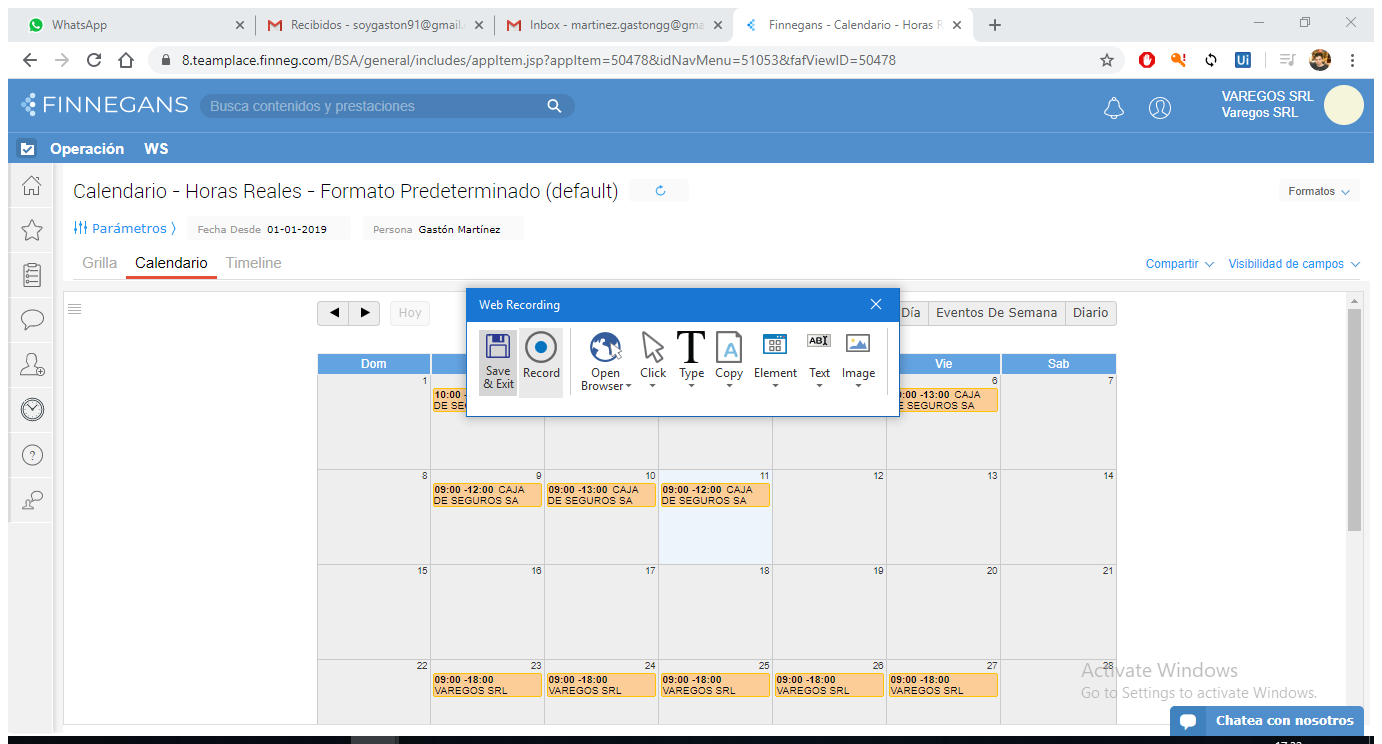 WhatsApp
Recibidos - soygaston91@gmail.
Inbox - martinez.gastongg@gma
Finnegans - Calendario - Horas R
8.teamplace.finneg.com/BSA/general/includes/appItem.jsp?appItem=50478&idNavMenu=51053&fafViewID=50478
Ui
FINNEGANS
Busca contenidos y prestaciones
VAREGOS SRL
Varegos SRL
Operación WS
Calendario - Horas Reales - Formato Predeterminado (default)
Formatos
Parámetros
Fecha Desde 01-01-2019
Persona Gastón Martínez
Grilla Calendario Timeline
Compartir
Visibilidad de campos
Hoy
Día
Eventos De Semana
Diario
Web Recording
Save
& Exit
Record
Open
Browser
Click
Type
Copy
Element
Text
Image
A
ABI
T
Dom
Vie
Sab
1
10:00 -
DE SE
6
:00 -13:00 CAJA
E SEGUROS SA
7
8
9
09:00 -12:00 CAJA
DE SEGUROS SA
10
09:00 -13:00 CAJA
DE SEGUROS SA
11
09:00 -12:00 CAJA
DE SEGUROS SA
12
13
14
15
16
17
18
19
20
21
22
23
09:00 -18:00
VAREGOS SRL
24
09:00 -18:00
VAREGOS SRL
25
09:00 -18:00
VAREGOS SRL
26
09:00 -18:00
VAREGOS SRL
27
09:00 -18:00
VAREGOS SRL
28
Activate Windows
Go to Settings to activate Windows.
Chatea con nosotros